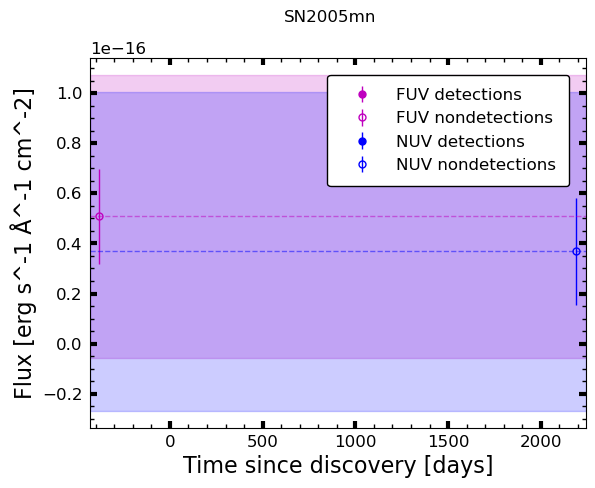 SN2005mn
1e−16
FUV detections
FUV nondetections
NUV detections
NUV nondetections
1.0
0.8
0.6
0.4
0.2
0.0
−0.2
Flux [erg s^-1 Å^-1 cm^-2]
0 500 1000 1500 2000
Time since discovery [days]